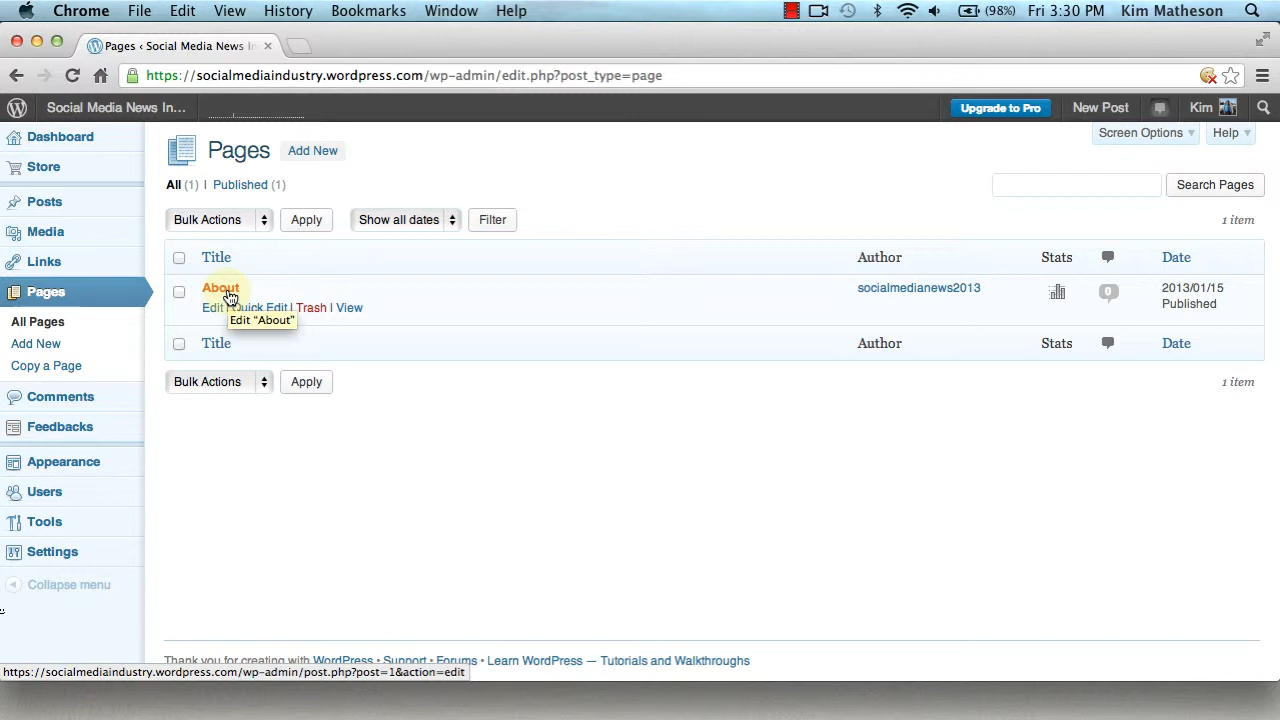 Chrome File Edit View History Bookmarks Window Help (98%) Fri 3:30 PM Kim Matheson
Pages ‹ Social Media News In
https://socialmediaindustry.wordpress.com/wp-admin/edit.php?post_type=page
Social Media News In... Upgrade to Pro New Post Kim
Dashboard
Store
Posts
Media
Links
Pages
All Pages
Add New
Copy a Page
Comments
Feedbacks
Appearance
Users
Tools
Settings
Collapse menu
Screen Options Help
Pages Add New
All (1) | Published (1)
Search Pages
Bulk Actions Apply Show all dates Filter 1 item
Title Author Stats Date
About socialmedianews2013 0 2013/01/15
Published
Edit | Quick Edit | Trash | View
Edit "About"
Title Author Stats Date
Bulk Actions Apply 1 item
Thank you for creating with WordPress • Support • Forums • Learn WordPress — Tutorials and Walkthroughs
https://socialmediaindustry.wordpress.com/wp-admin/post.php?post=1&action=edit